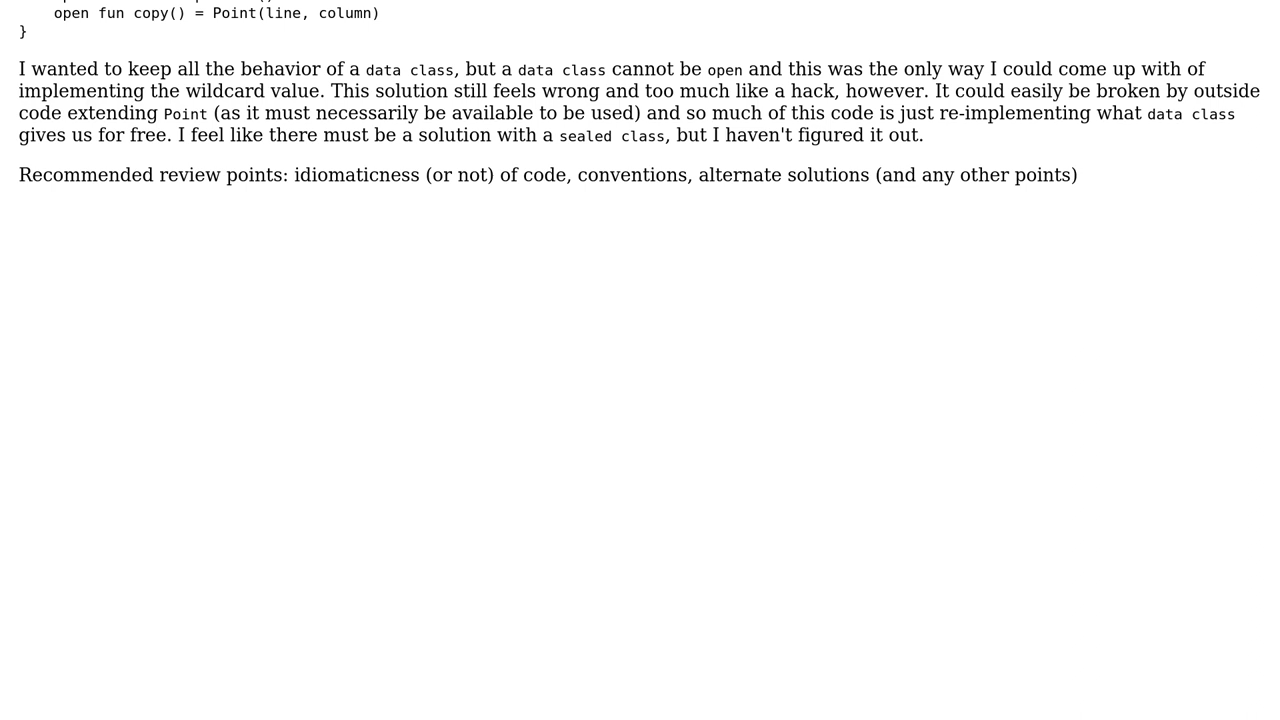 open fun copy() = Point(line, column)
}
I wanted to keep all the behavior of a data class, but a data class cannot be open and this was the only way I could come up with of
implementing the wildcard value. This solution still feels wrong and too much like a hack, however. It could easily be broken by outside
code extending Point (as it must necessarily be available to be used) and so much of this code is just re-implementing what data class
gives us for free. I feel like there must be a solution with a sealed class, but I haven't figured it out.
Recommended review points: idiomaticness (or not) of code, conventions, alternate solutions (and any other points)